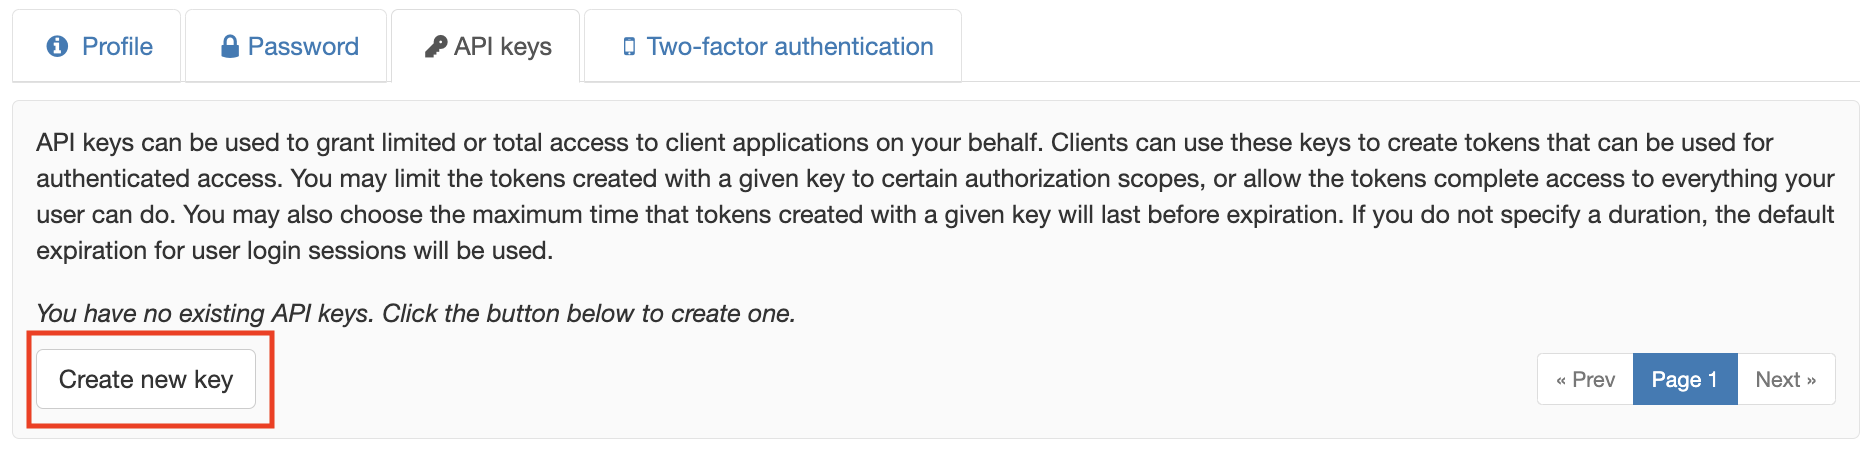 Profile
Password
API keys
Two-factor authentication
API keys can be used to grant limited or total access to client applications on your behalf. Clients can use these keys to create tokens that can be used for
authenticated access. You may limit the tokens created with a given key to certain authorization scopes, or allow the tokens complete access to everything your
user can do. You may also choose the maximum time that tokens created with a given key will last before expiration. If you do not specify a duration, the default
expiration for user login sessions will be used.
You have no existing API keys. Click the button below to create one.
Create new key
« Prev
Page 1
Next »